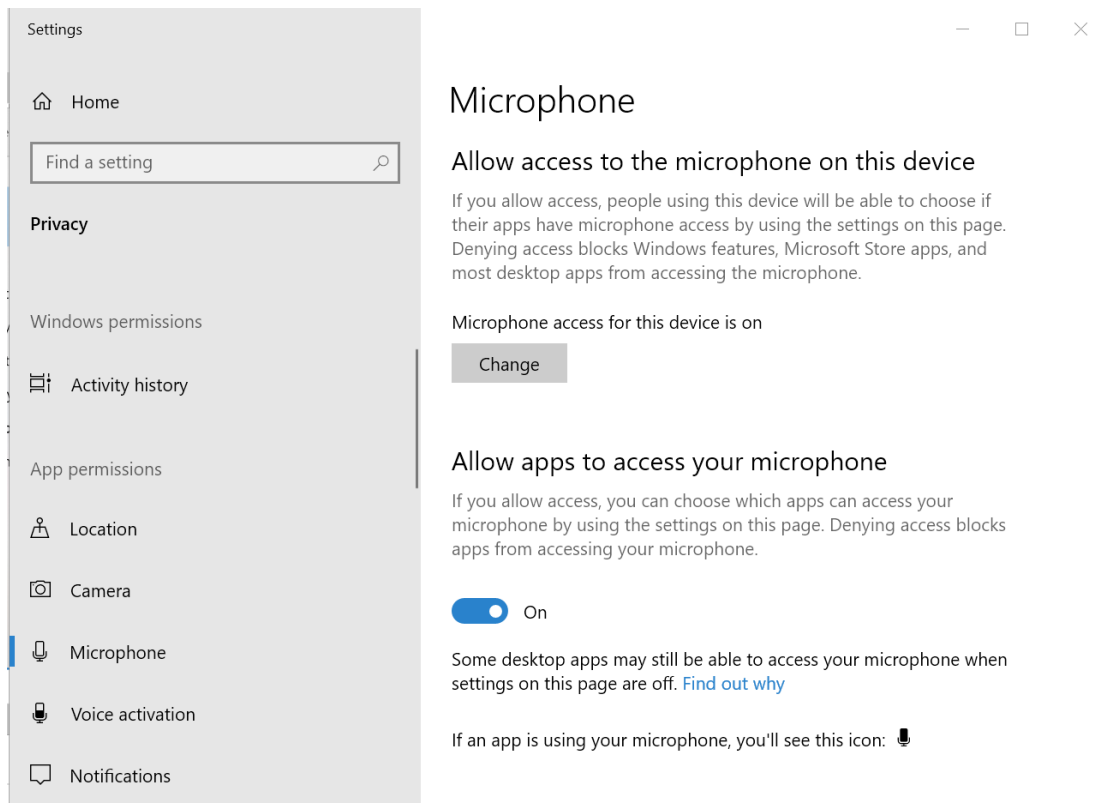 Settings
Home
Find a setting
Privacy
Windows permissions
Activity history
App permissions
Location
Camera
Microphone
Voice activation
Notifications
Microphone
Allow access to the microphone on this device
If you allow access, people using this device will be able to choose if
their apps have microphone access by using the settings on this page.
Denying access blocks Windows features, Microsoft Store apps, and
most desktop apps from accessing the microphone.
Microphone access for this device is on
Change
Allow apps to access your microphone
If you allow access, you can choose which apps can access your
microphone by using the settings on this page. Denying access blocks
apps from accessing your microphone.
On
Some desktop apps may still be able to access your microphone when
settings on this page are off. Find out why
If an app is using your microphone, you'll see this icon: